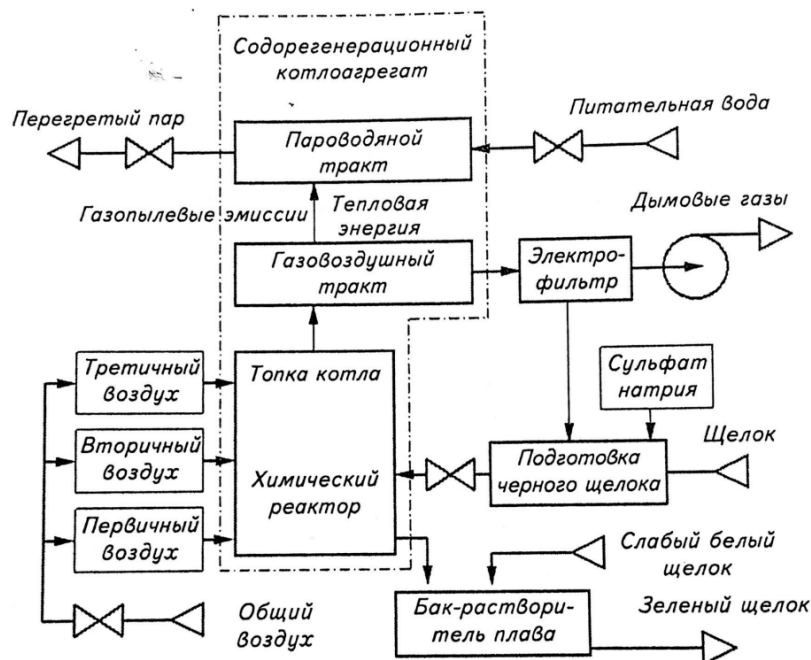 Содорегенерационный
котлоагрегат
Перегретый пар
Питательная вода
Пароводяной
тракт
Газопылевые эмиссии
Тепловая
энергия
Дымовые газы
Газовоздушный
тракт
Электро-
фильтр
Третичный
воздух
Топка котла
Сульфат
натрия
Вторичный
воздух
Химический
реактор
Подготовка
черного щелока
Щелок
Первичный
воздух
Слабый белый
щелок
Общий
воздух
Бак-раствори-
тель плава
Зеленый щелок